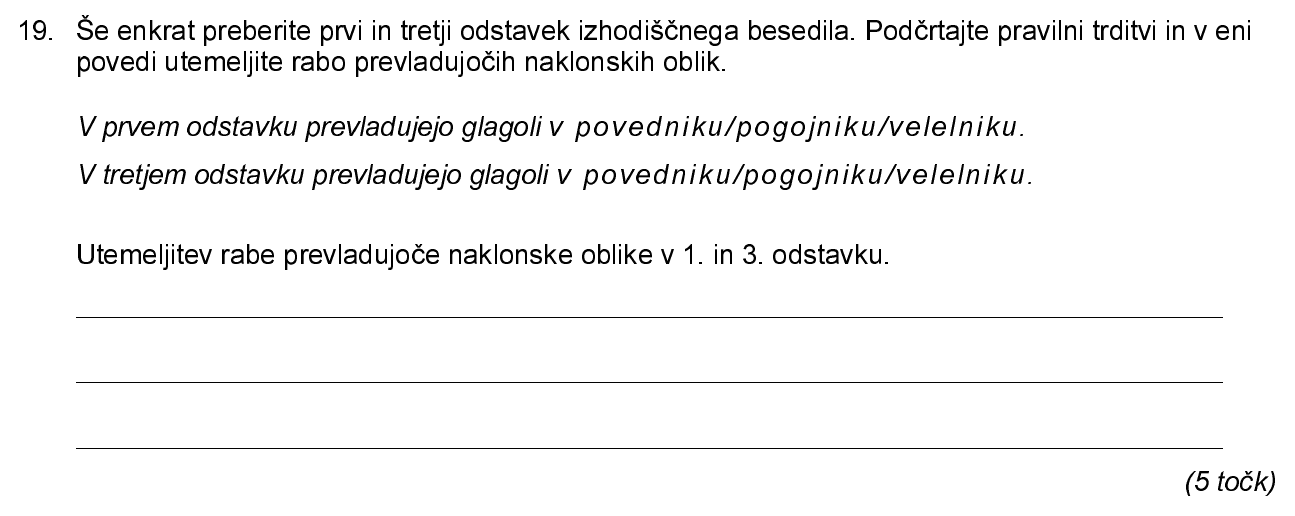 19. Še enkrat preberite prvi in tretji odstavek izhodiščnega besedila. Podčrtajte pravilni trditvi in v eni
povedi utemeljite rabo prevladujočih naklonskih oblik.
V prvem odstavku prevladujejo glagoli v povedniku/pogojniku/velelniku.
V tretjem odstavku prevladujejo glagoli v povedniku/pogojniku/velelniku.
Utemeljitev rabe prevladujoče naklonske oblike v 1. in 3. odstavku.
(5 točk)